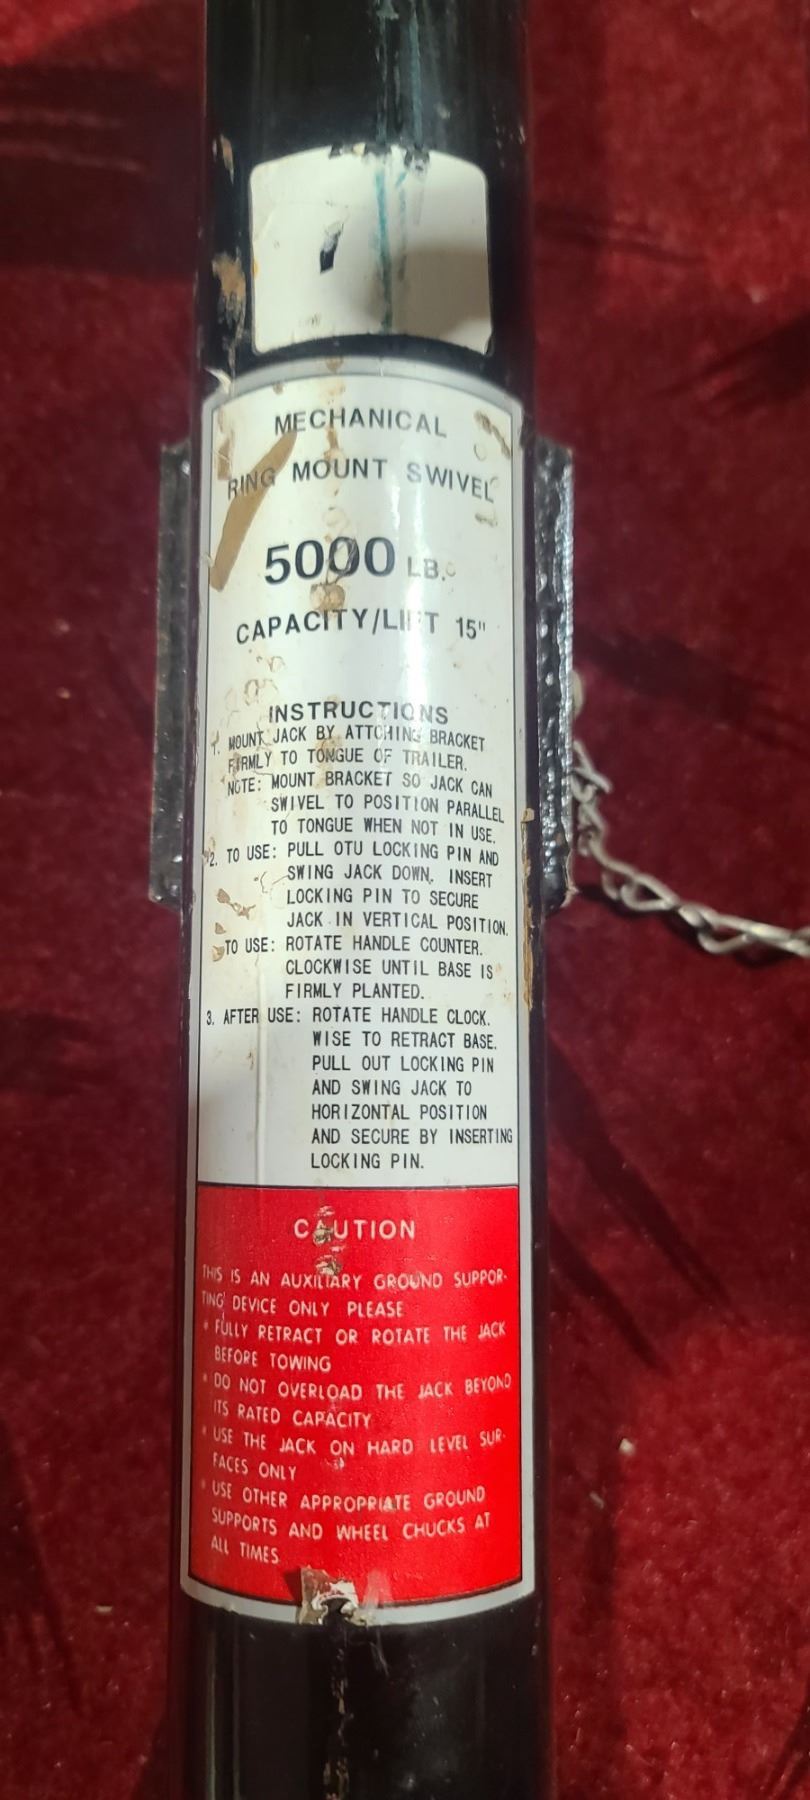 MECHANICAL
RING MOUNT SWIVEL
5000 LB.
CAPACITY/LIFT 15"
INSTRUCTIONS
1. MOUNT JACK BY ATTCHING BRACKET
FIRMLY TO TONGUE OF TRAILER.
NOTE: MOUNT BRACKET SO JACK CAN
SWIVEL TO POSITION PARALLEL
TO TONGUE WHEN NOT IN USE.
2. TO USE: PULL OTU LOCKING PIN AND
SWING JACK DOWN. INSERT
LOCKING PIN TO SECURE
JACK IN VERTICAL POSITION.
TO USE: ROTATE HANDLE COUNTER.
CLOCKWISE UNTIL BASE IS
FIRMLY PLANTED.
3. AFTER USE: ROTATE HANDLE CLOCK.
WISE TO RETRACT BASE.
PULL OUT LOCKING PIN
AND SWING JACK TO
HORIZONTAL POSITION
AND SECURE BY INSERTING
LOCKING PIN.
CAUTION
THIS IS AN AUXILIARY GROUND SUPPOR-
TING DEVICE ONLY PLEASE
* FULLY RETRACT OR ROTATE THE JACK
BEFORE TOWING
* DO NOT OVERLOAD THE JACK BEYOND
ITS RATED CAPACITY
* USE THE JACK ON HARD LEVEL SUR-
FACES ONLY
* USE OTHER APPROPRIATE GROUND
SUPPORTS AND WHEEL CHUCKS AT
ALL TIMES